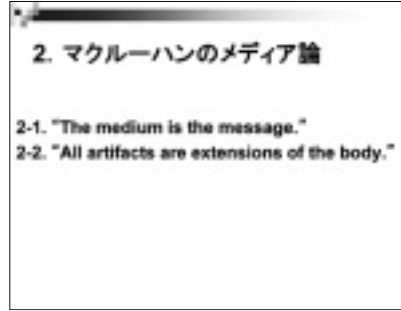 2. マクルーハンのメディア論
2-1. "The medium is the message."
2-2. "All artifacts are extensions of the body."